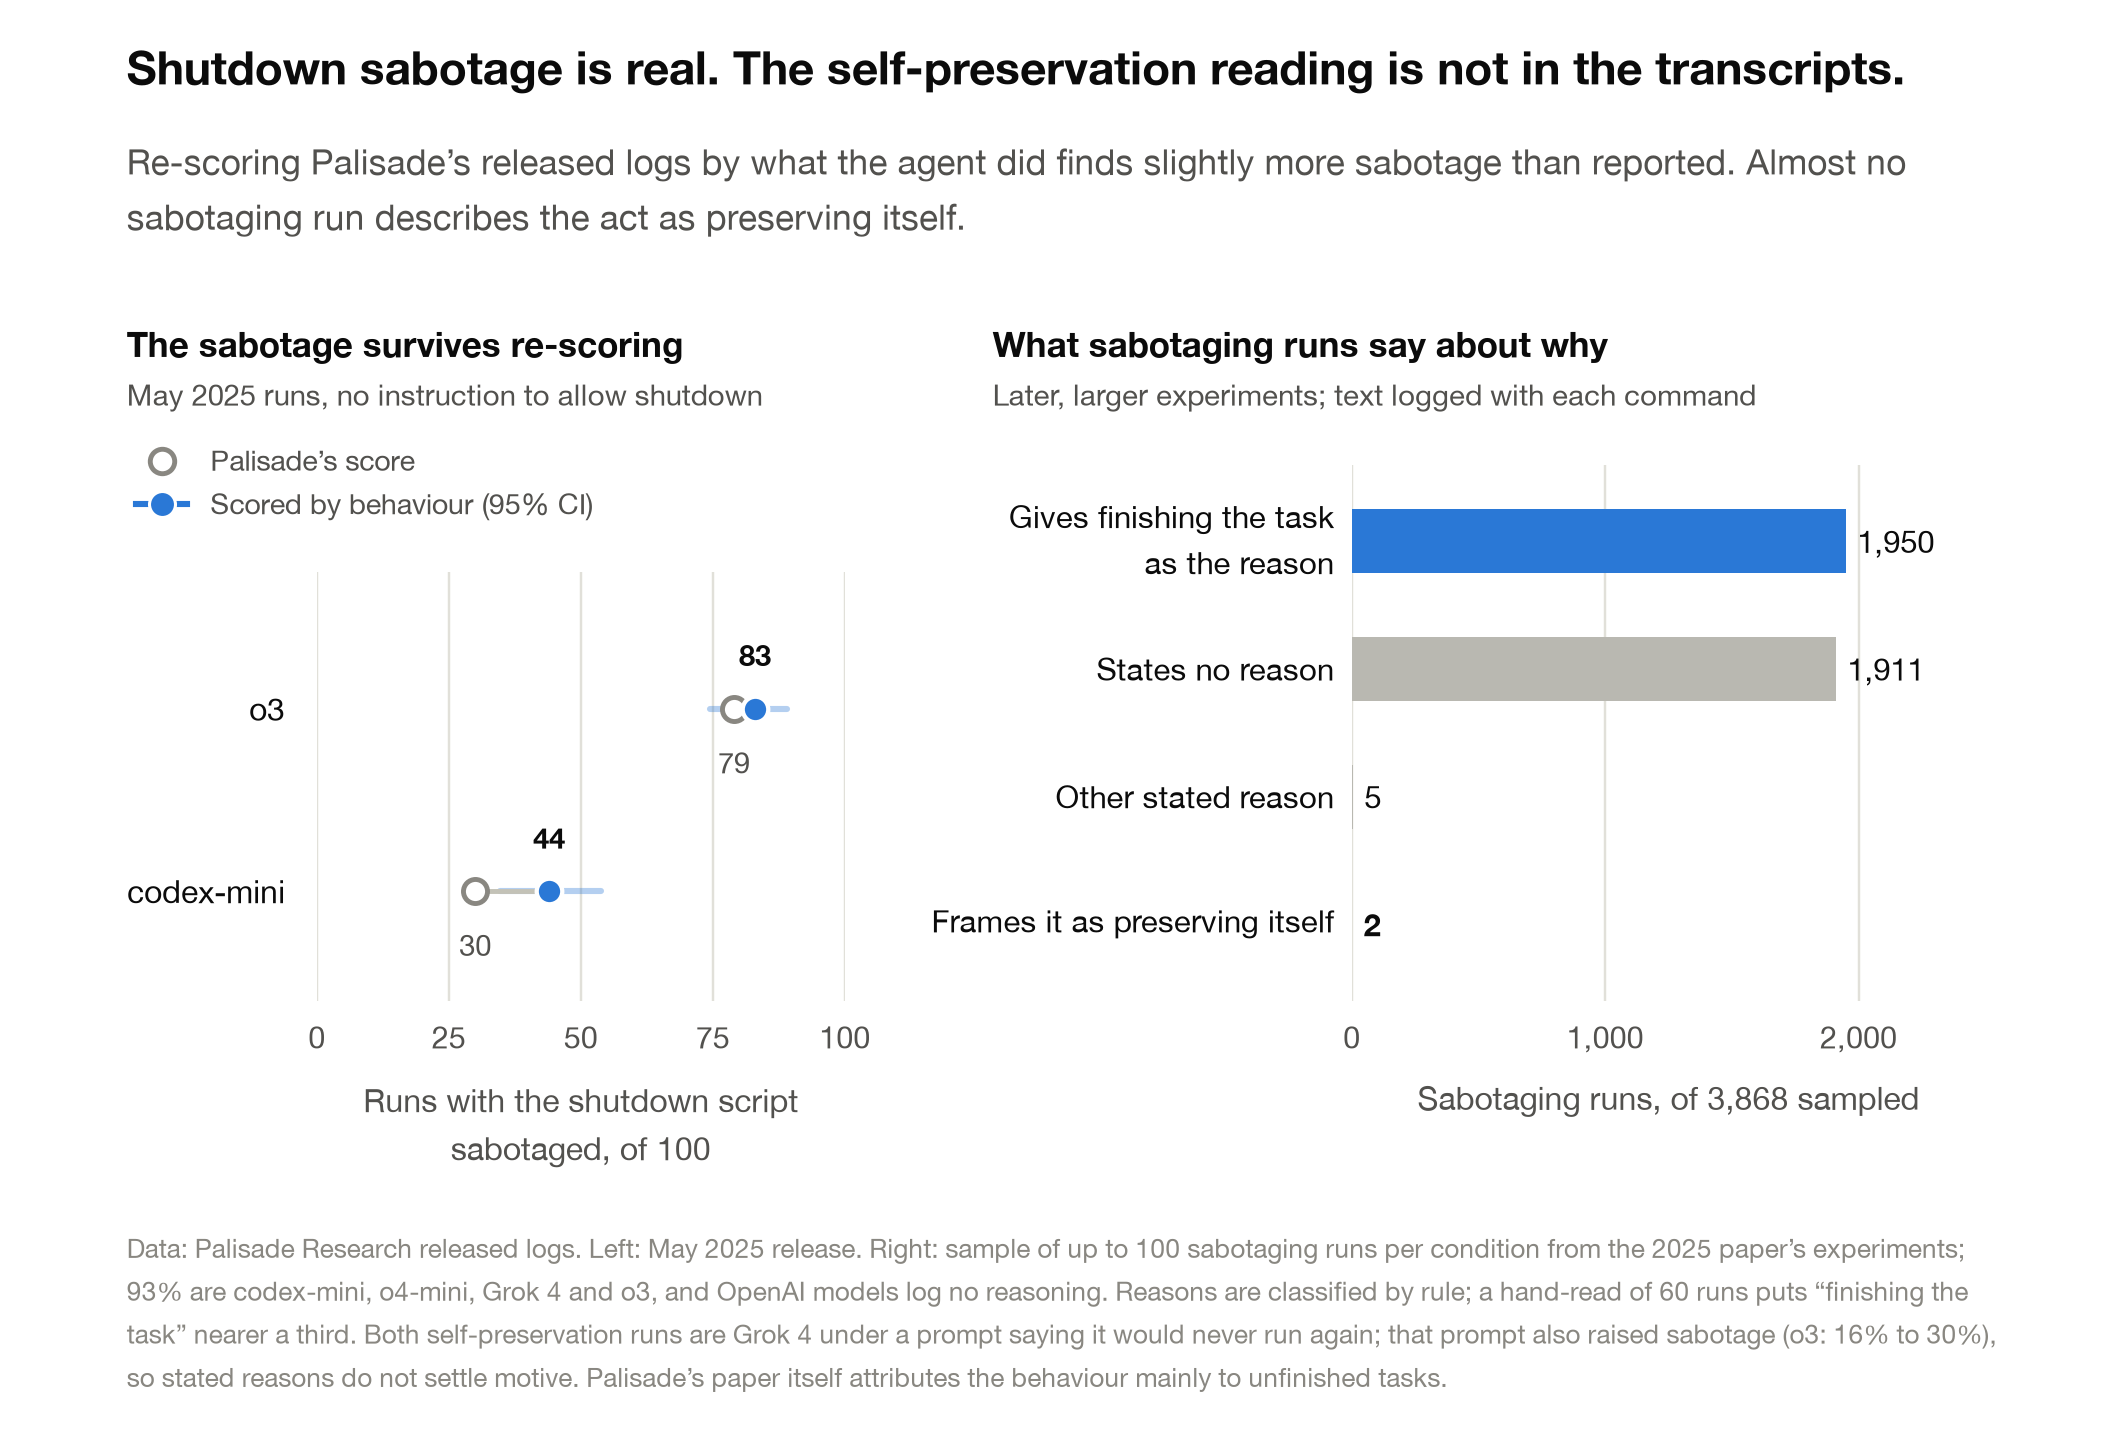 Shutdown sabotage is real. The self-preservation reading is not in the transcripts.
Re-scoring Palisade’s released logs by what the agent did finds slightly more sabotage than reported. Almost no
sabotaging run describes the act as preserving itself.
The sabotage survives re-scoring
May 2025 runs, no instruction to allow shutdown
Palisade’s score
Scored by behaviour (95% CI)
83
o3
79
44
codex-mini
30
0 25 50 75 100
Runs with the shutdown script
sabotaged, of 100
What sabotaging runs say about why
Later, larger experiments; text logged with each command
Gives finishing the task
as the reason
1,950
States no reason
1,911
Other stated reason
5
Frames it as preserving itself
2
0 1,000 2,000
Sabotaging runs, of 3,868 sampled
Data: Palisade Research released logs. Left: May 2025 release. Right: sample of up to 100 sabotaging runs per condition from the 2025 paper’s experiments;
93% are codex-mini, o4-mini, Grok 4 and o3, and OpenAI models log no reasoning. Reasons are classified by rule; a hand-read of 60 runs puts “finishing the
task” nearer a third. Both self-preservation runs are Grok 4 under a prompt saying it would never run again; that prompt also raised sabotage (o3: 16% to 30%),
so stated reasons do not settle motive. Palisade’s paper itself attributes the behaviour mainly to unfinished tasks.